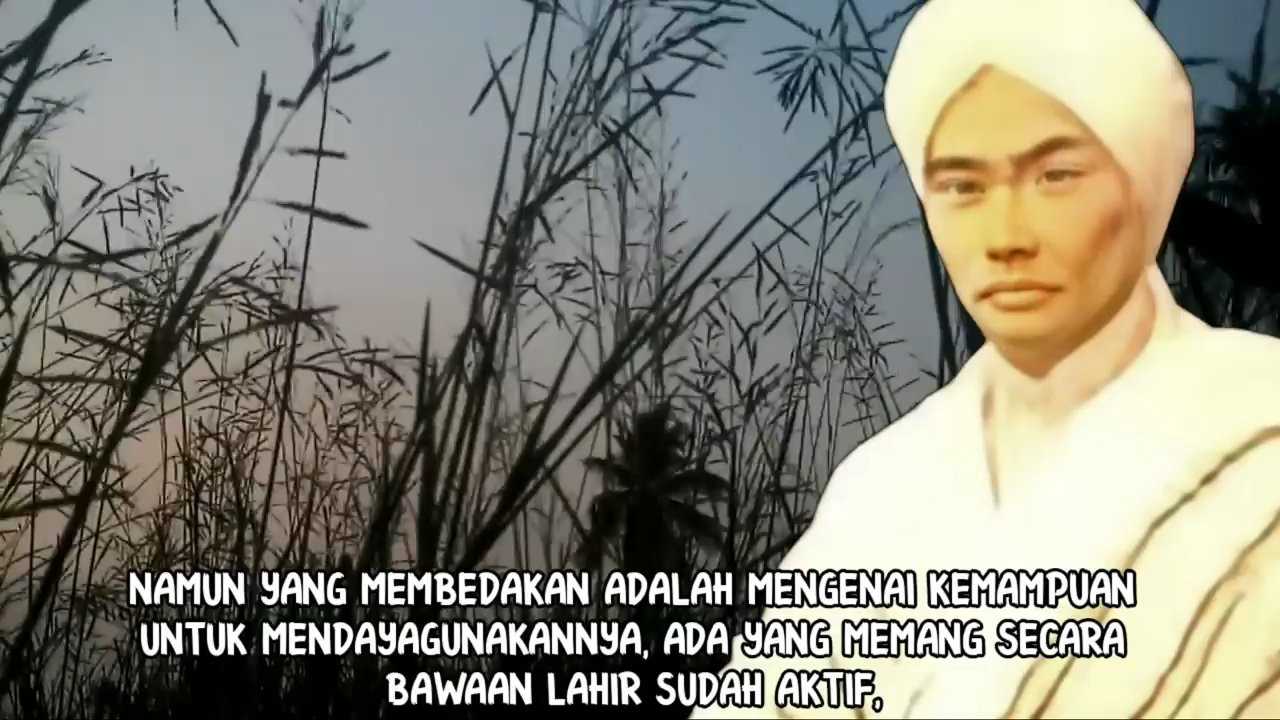 NAMUN YANG MEMBEDAKAN ADALAH MENGENAI KEMAMPUAN
UNTUK MENDAYAGUNAKANNYA, ADA YANG MEMANG SECARA
BAWAAN LAHIR SUDAH AKTIF,